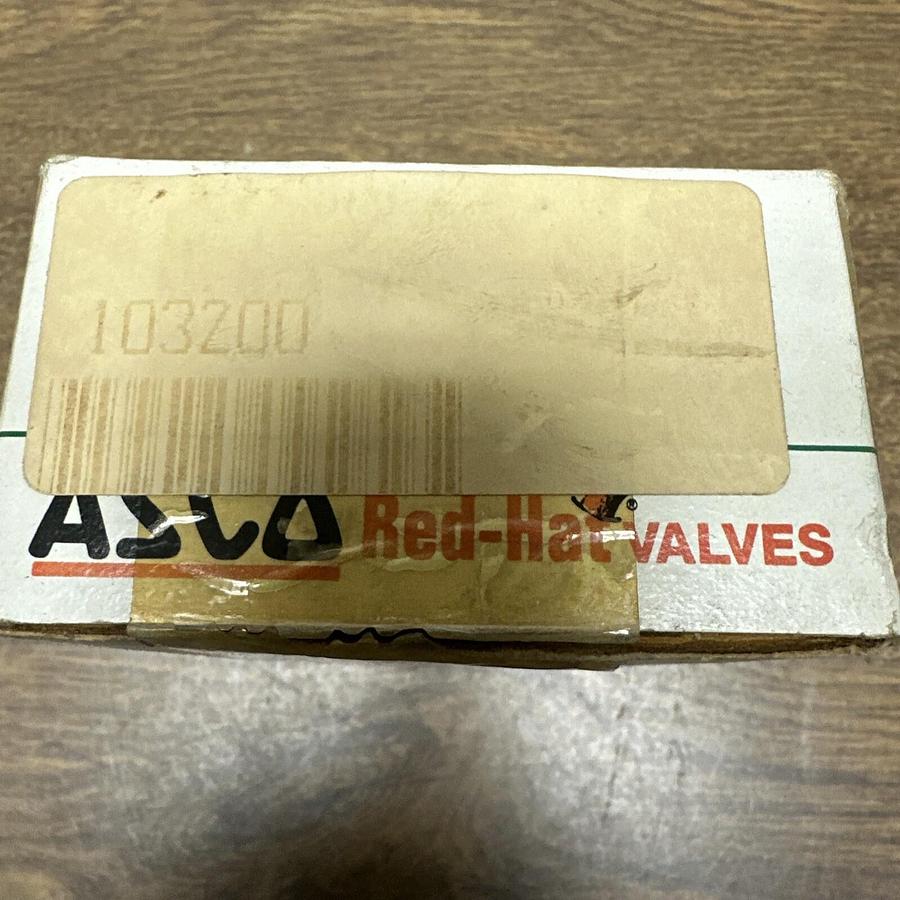 103200
ASCO Red-Hat® VALVES